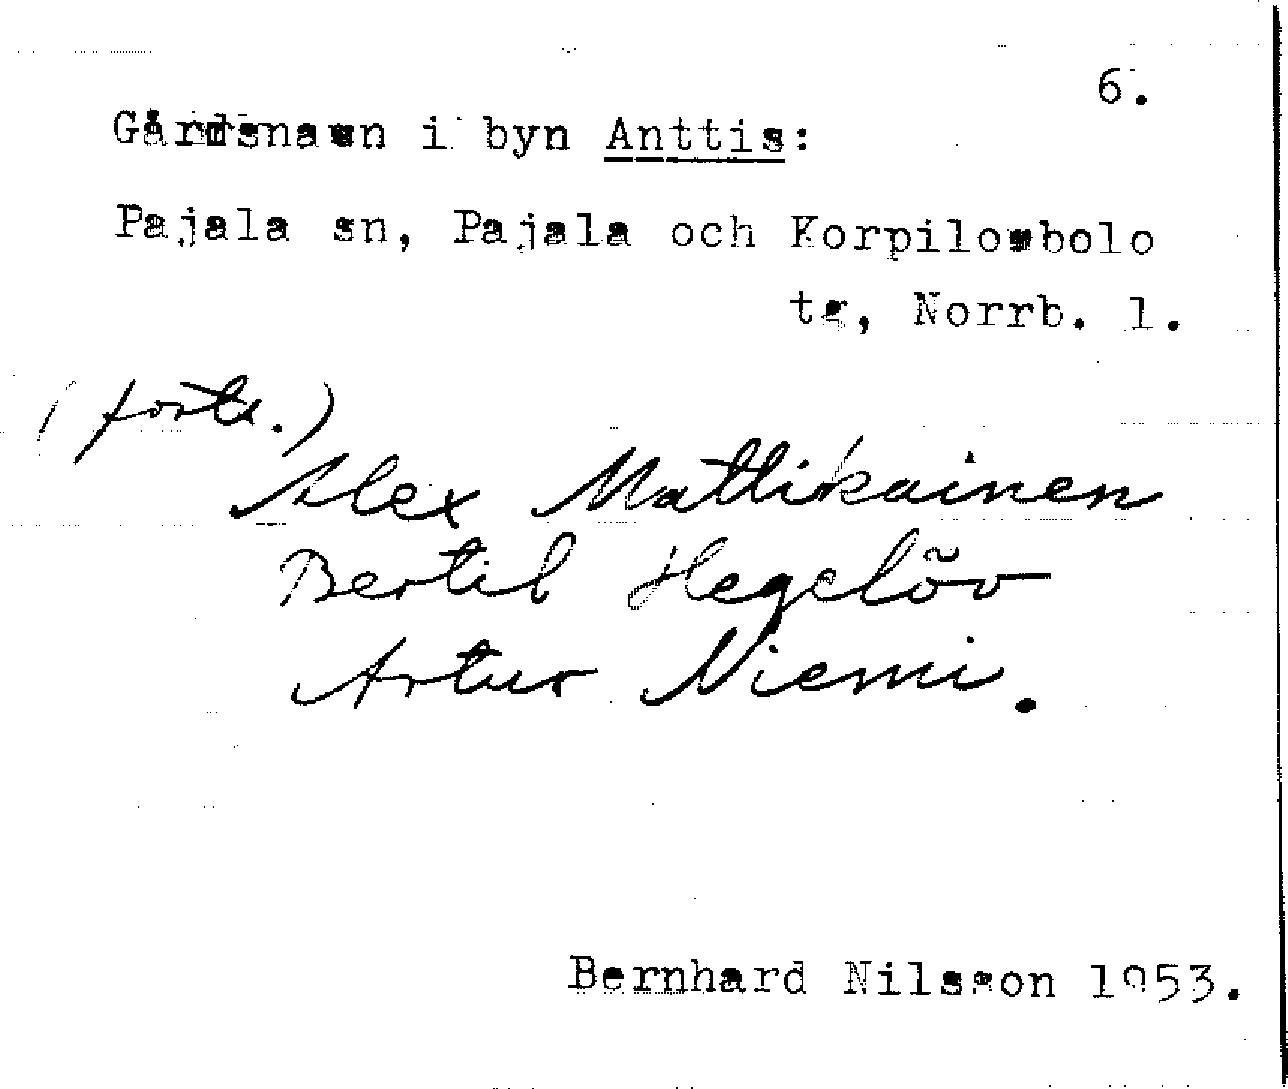 6.
Gårdsnamn i byn Anttis:
Pajala sn, Pajala och Korpilombolo
tg, Norrb. l.
(forts.)
Alex Mattikainen
Bertil Hegelöv
Artur Niemi.
Bernhard Nilsson 1953.